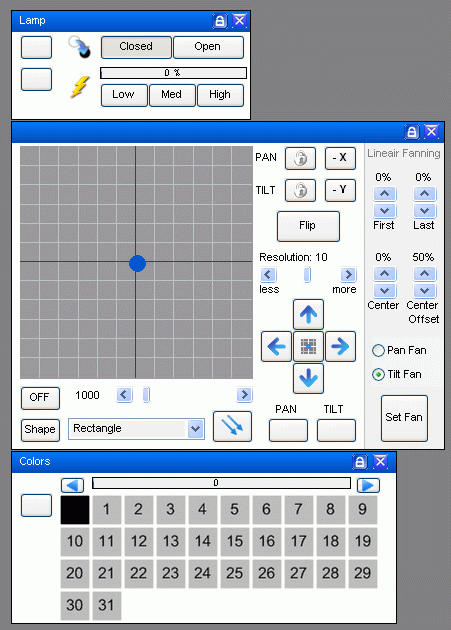 Lamp
Closed Open
0 %
Low Med High
PAN - X Lineair Fanning
TILT - Y 0% 0%
Flip First Last
Resolution: 10
less more
0% 50%
Center Center
Offset
Pan Fan
Tilt Fan
OFF 1000
PAN TILT Set Fan
Shape Rectangle
Colors
0
1 2 3 4 5 6 7 8 9
10 11 12 13 14 15 16 17 18 19
20 21 22 23 24 25 26 27 28 29
30 31